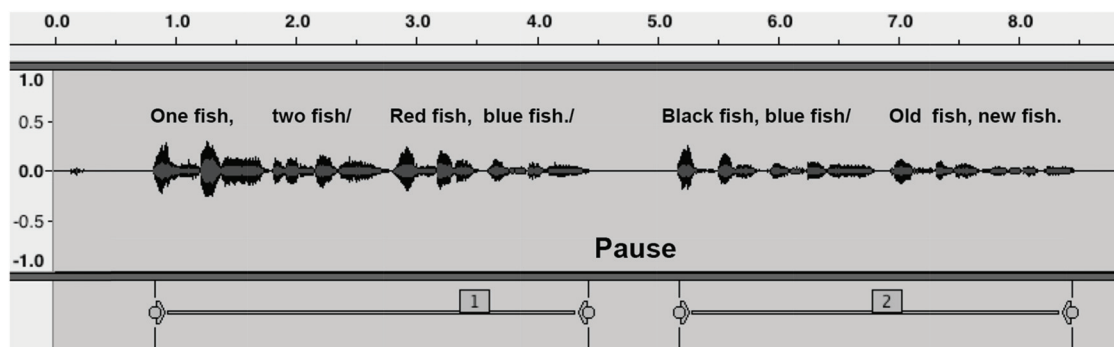 0.0 1.0 2.0 3.0 4.0 5.0 6.0 7.0 8.0
1.0
One fish, two fish/ Red fish, blue fish./ Black fish, blue fish/ Old fish, new fish.
0.5
0.0
-0.5
Pause
-1.0
1 2